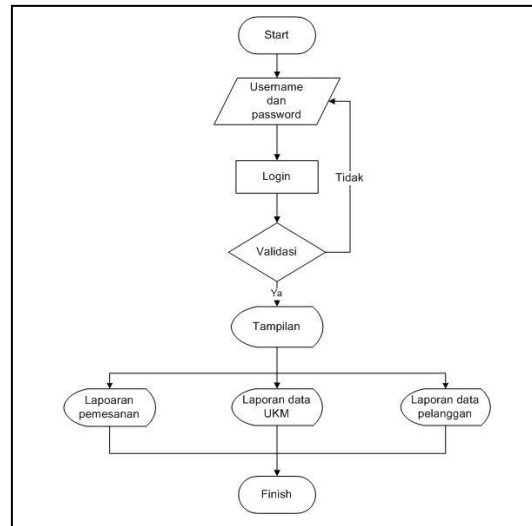 Start
Username
dan
password
Login
Tidak
Validasi
Ya
Tampilan
Lapoaran
pemesanan
Laporan data
UKM
Laporan data
pelanggan
Finish